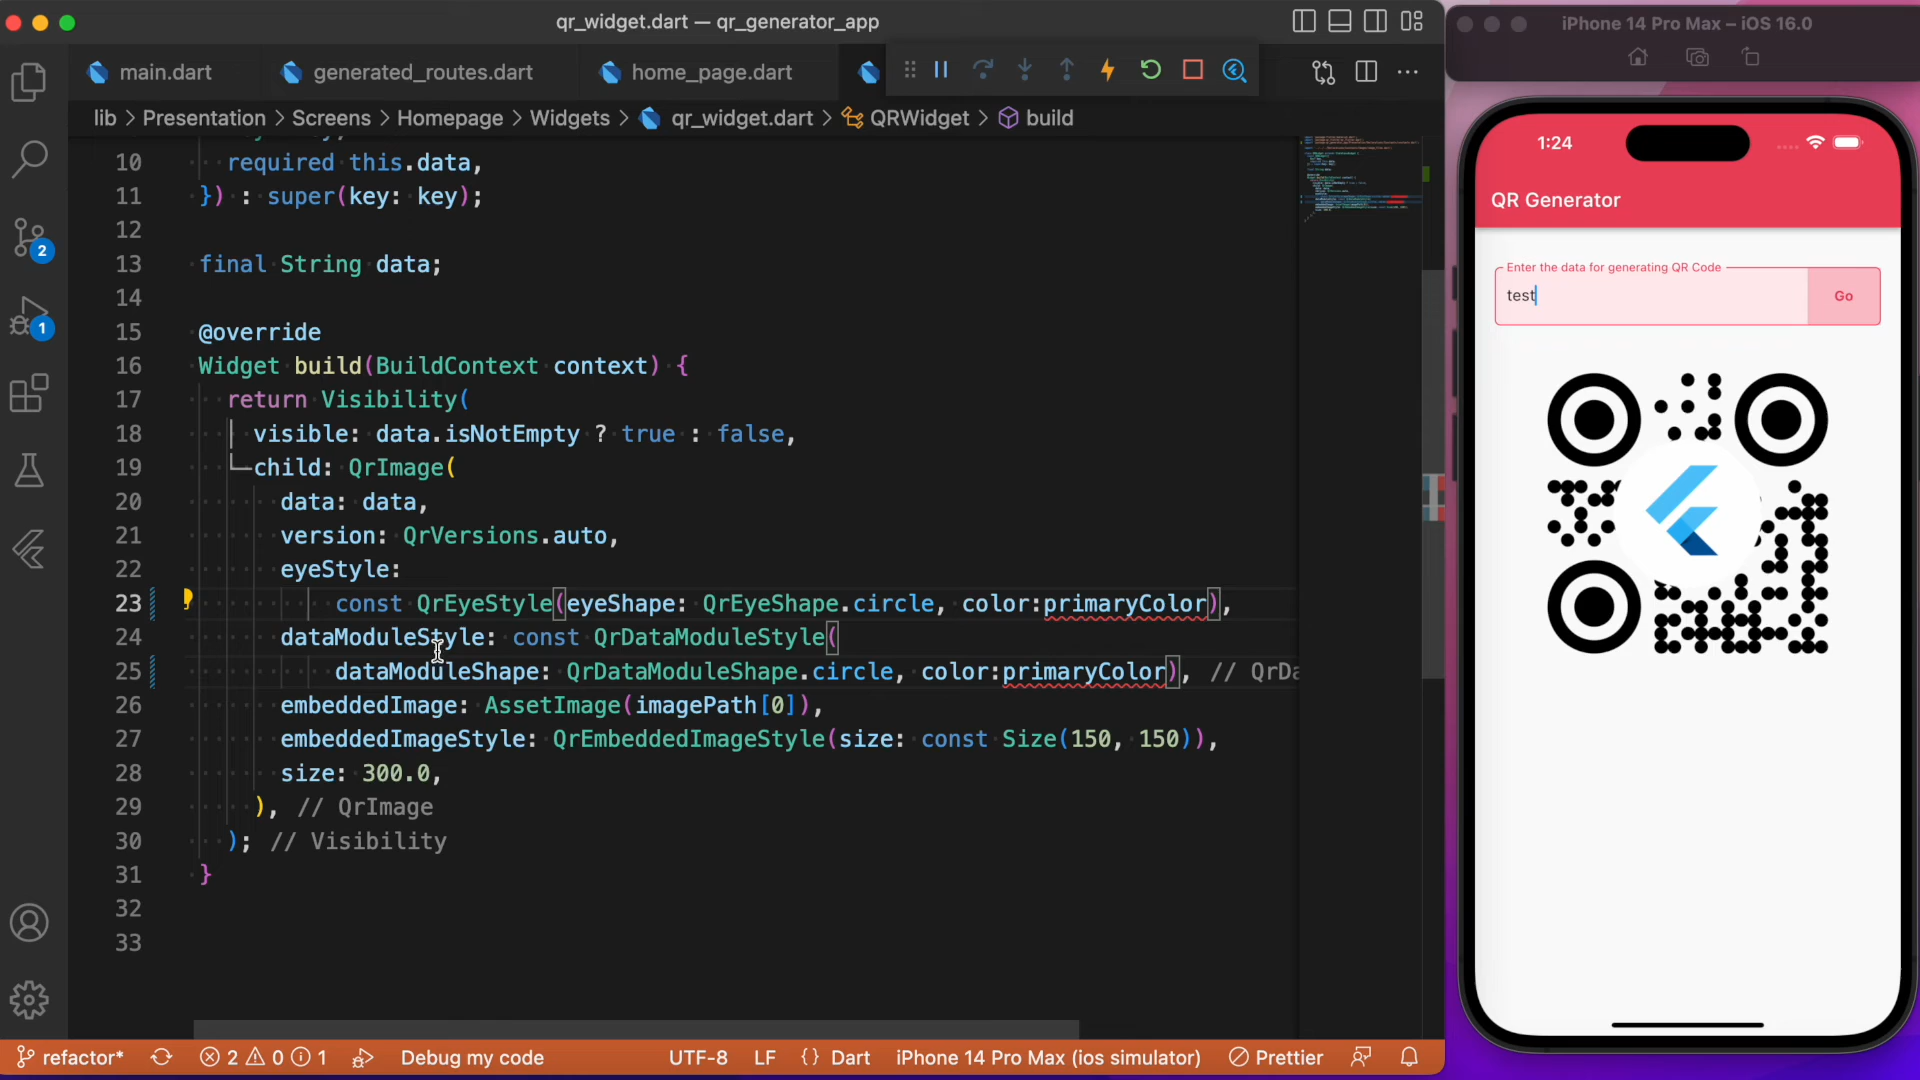 qr_widget.dart — qr_generator_app
iPhone 14 Pro Max – iOS 16.0
main.dart
generated_routes.dart
home_page.dart
lib > Presentation > Screens > Homepage > Widgets > qr_widget.dart > QRWidget > build
10 required this.data,
11 }) : super(key: key);
12
13 final String data;
14
15 @override
16 Widget build(BuildContext context) {
17 return Visibility(
18 visible: data.isNotEmpty ? true : false,
19 child: QrImage(
20 data: data,
21 version: QrVersions.auto,
22 eyeStyle:
23 const QrEyeStyle(eyeShape: QrEyeShape.circle, color:primaryColor),
24 dataModuleStyle: const QrDataModuleStyle(
25 dataModuleShape: QrDataModuleShape.circle, color:primaryColor), // QrDa
26 embeddedImage: AssetImage(imagePath[0]),
27 embeddedImageStyle: QrEmbeddedImageStyle(size: const Size(150, 150)),
28 size: 300.0,
29 ), // QrImage
30 ); // Visibility
31 }
32
33
2
1
refactor* 2 0 1 Debug my code UTF-8 LF {} Dart iPhone 14 Pro Max (ios simulator) Prettier
1:24
QR Generator
Enter the data for generating QR Code
test
Go